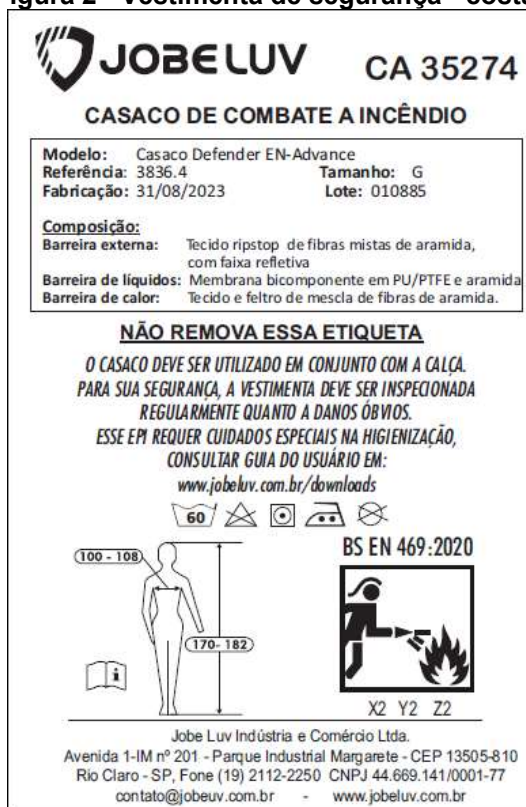 JOBELUV
CA 35274
CASACO DE COMBATE A INCÊNDIO
Modelo: Casaco Defender EN-Advance
Referência: 3836.4 Tamanho: G
Fabricação: 31/08/2023 Lote: 010885
Composição:
Barreira externa: Tecido ripstop de fibras mistas de aramida,
com faixa refletiva
Barreira de líquidos: Membrana bicomponente em PU/PTFE e aramida
Barreira de calor: Tecido e feltro de mescla de fibras de aramida.
NÃO REMOVA ESSA ETIQUETA
O CASACO DEVE SER UTILIZADO EM CONJUNTO COM A CALÇA.
PARA SUA SEGURANÇA, A VESTIMENTA DEVE SER INSPECIONADA
REGULARMENTE QUANTO A DANOS ÓBVIOS.
ESSE EPI REQUER CUIDADOS ESPECIAIS NA HIGIENIZAÇÃO,
CONSULTAR GUIA DO USUÁRIO EM:
www.jobeluv.com.br/downloads
60
BS EN 469:2020
100 - 108
170- 182
i
X2 Y2 Z2
Jobe Luv Indústria e Comércio Ltda.
Avenida 1-IM nº 201 - Parque Industrial Margarete - CEP 13505-810
Rio Claro - SP, Fone (19) 2112-2250 CNPJ 44.669.141/0001-77
contato@jobeuv.com.br - www.jobeluv.com.br